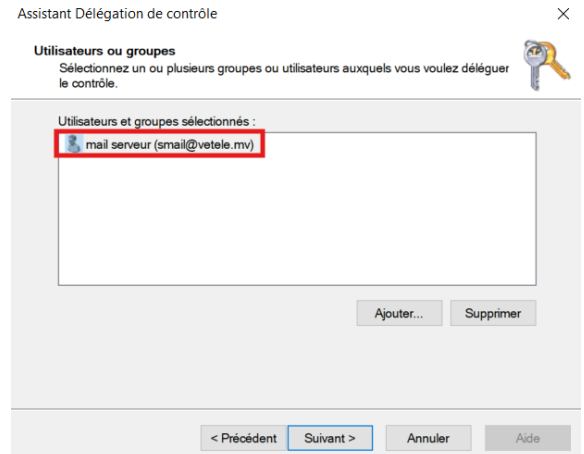 Assistant Délégation de contrôle
Utilisateurs ou groupes
Sélectionnez un ou plusieurs groupes ou utilisateurs auxquels vous voulez déléguer
le contrôle.
Utilisateurs et groupes sélectionnés :
mail serveur (smail@vetele.mv)
Ajouter...
Supprimer
< Précédent
Suivant >
Annuler
Aide